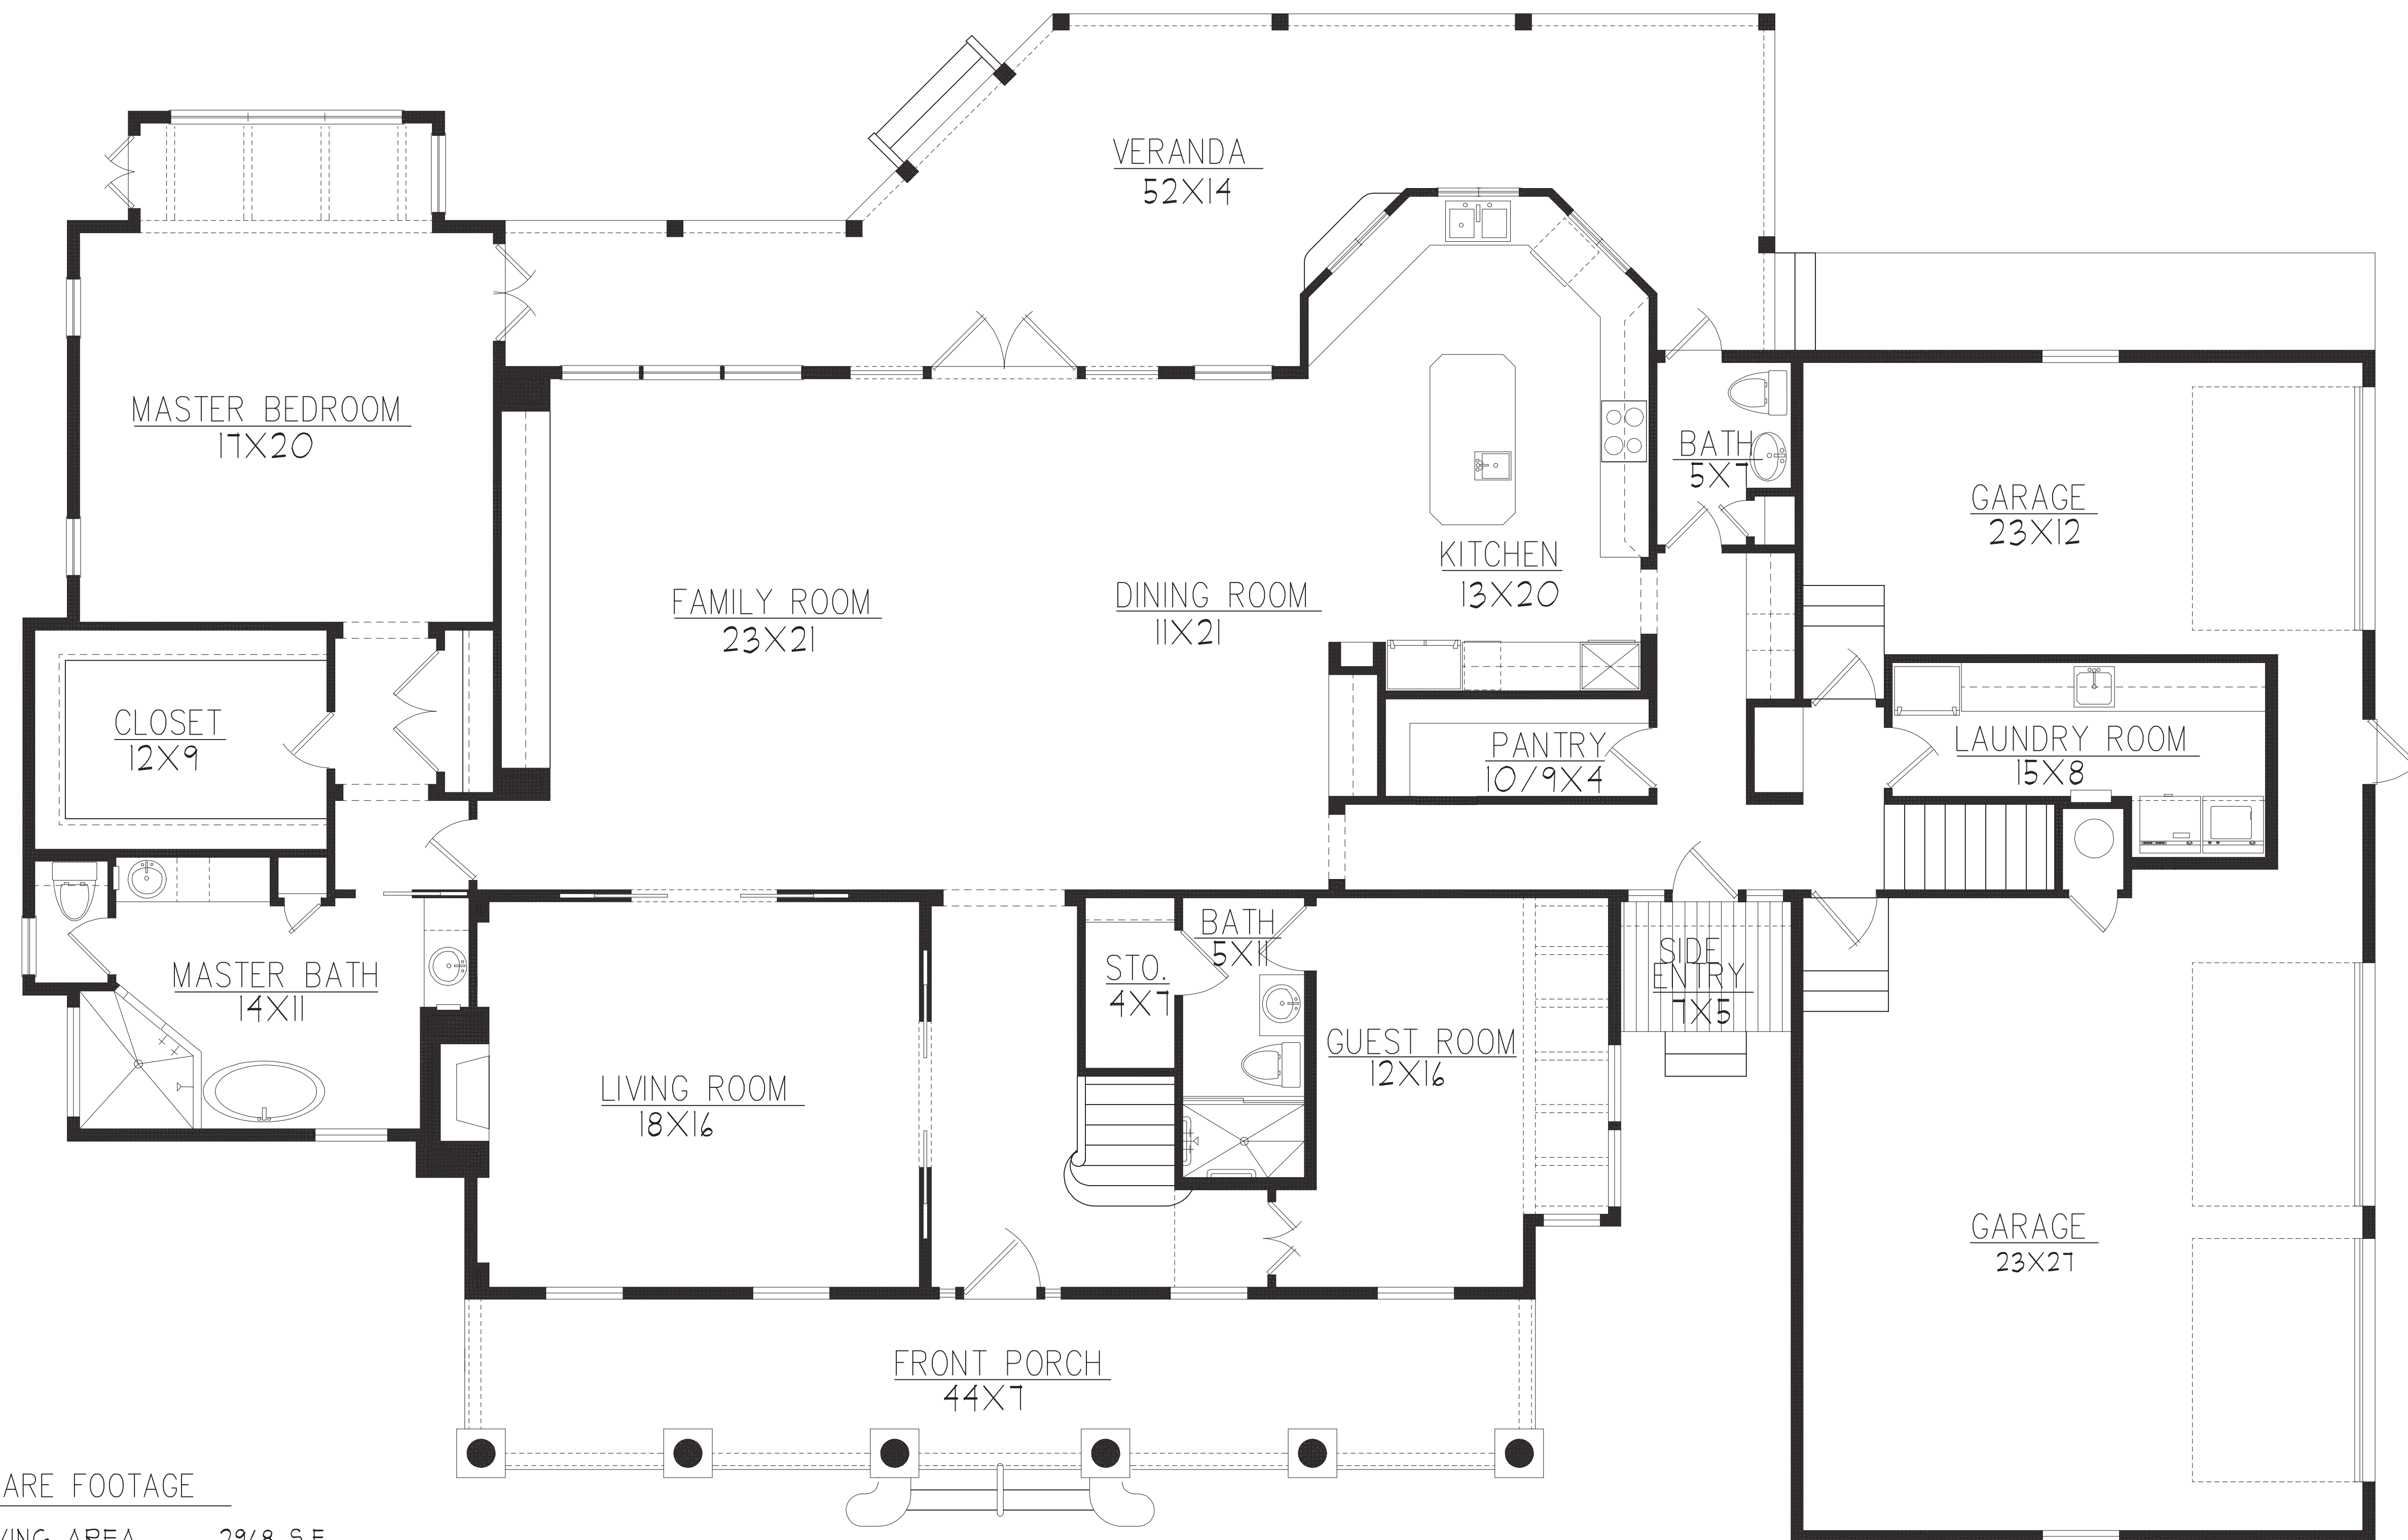 VERANDA
52X14
MASTER BEDROOM
17X20
FAMILY ROOM
23X21
DINING ROOM
11X21
KITCHEN
13X20
BATH
5X7
GARAGE
23X12
CLOSET
12X9
PANTRY
10/9X4
LAUNDRY ROOM
15X8
MASTER BATH
14X11
LIVING ROOM
18X16
STO.
4X7
BATH
5X11
GUEST ROOM
12X16
SIDE
ENTRY
7X5
GARAGE
23X27
FRONT PORCH
44X7
ARE FOOTAGE
AREA